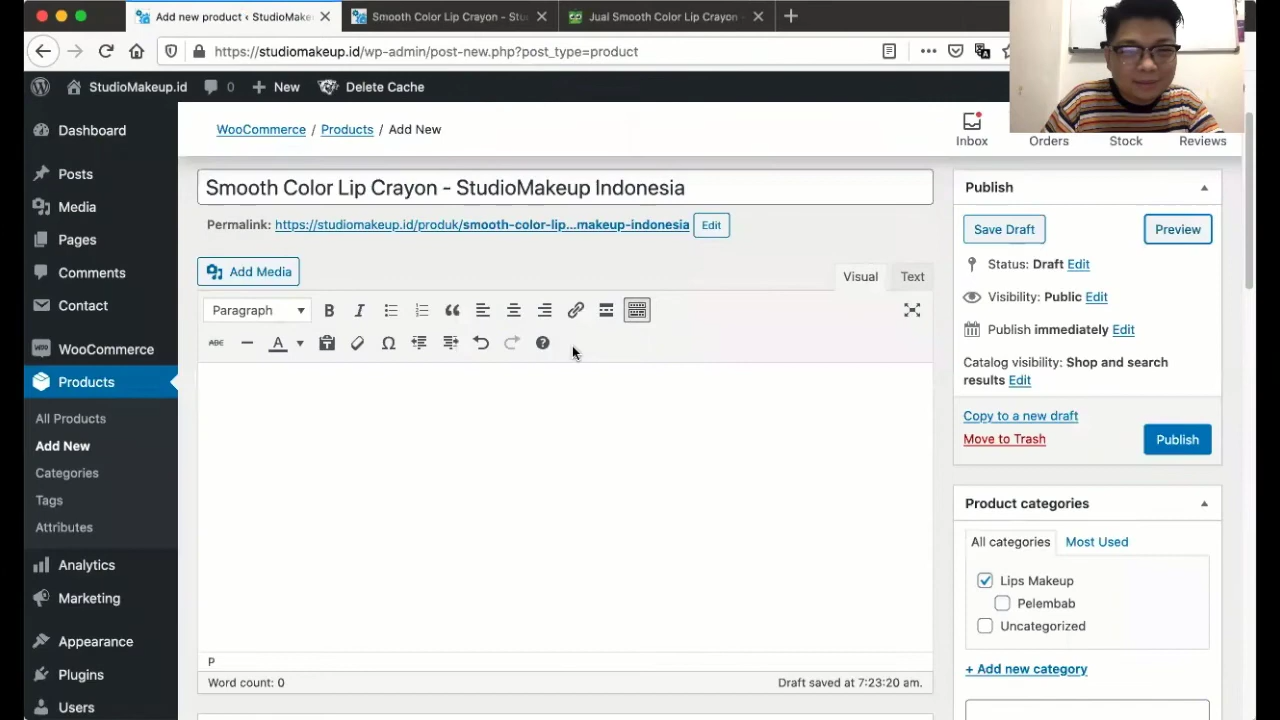 Add new product ‹ StudioMake
Smooth Color Lip Crayon - Stu
Jual Smooth Color Lip Crayon
https://studiomakeup.id/wp-admin/post-new.php?post_type=product
StudioMakeup.id 0 New Delete Cache
Dashboard
Posts
Media
Pages
Comments
Contact
WooCommerce
Products
All Products
Add New
Categories
Tags
Attributes
Analytics
Marketing
Appearance
Plugins
Users
WooCommerce / Products / Add New
Inbox Orders Stock Reviews
Smooth Color Lip Crayon - StudioMakeup Indonesia
Permalink: https://studiomakeup.id/produk/smooth-color-lip...makeup-indonesia Edit
Add Media
Visual Text
Paragraph B I
ABC A
P
Word count: 0 Draft saved at 7:23:20 am.
Publish
Save Draft Preview
Status: Draft Edit
Visibility: Public Edit
Publish immediately Edit
Catalog visibility: Shop and search
results Edit
Copy to a new draft
Move to Trash Publish
Product categories
All categories Most Used
Lips Makeup
Pelembab
Uncategorized
+ Add new category